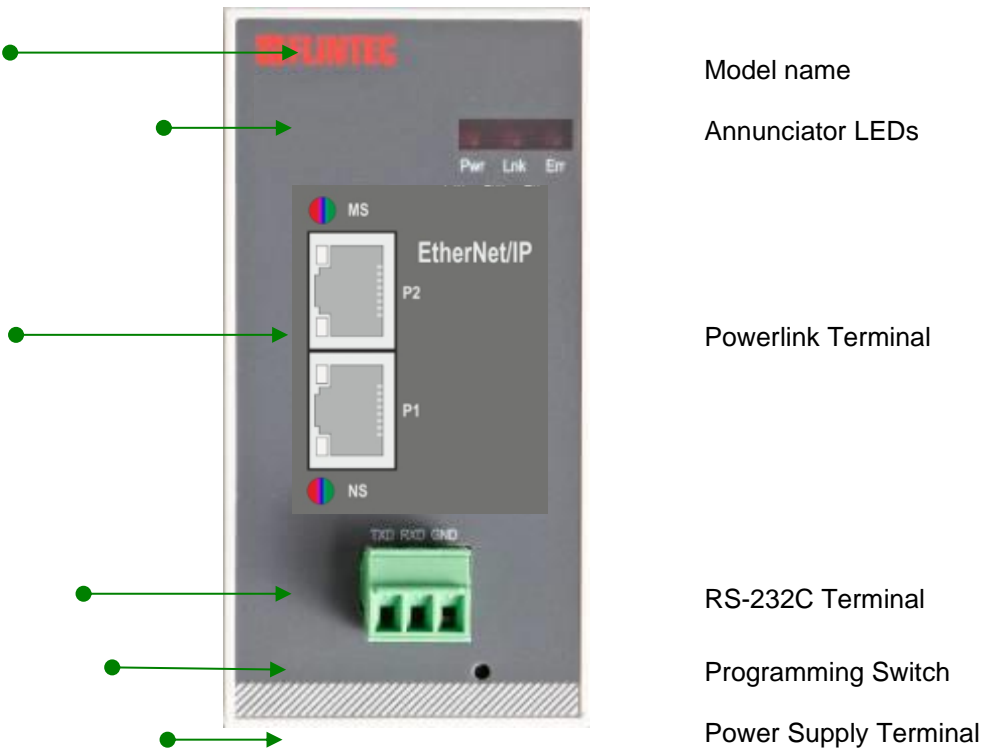 FLINTEC
Model name
Annunciator LEDs
Pwr Lnk Err
MS
EtherNet/IP
P2
Powerlink Terminal
P1
NS
TXD RXD GND
RS-232C Terminal
Programming Switch
Power Supply Terminal